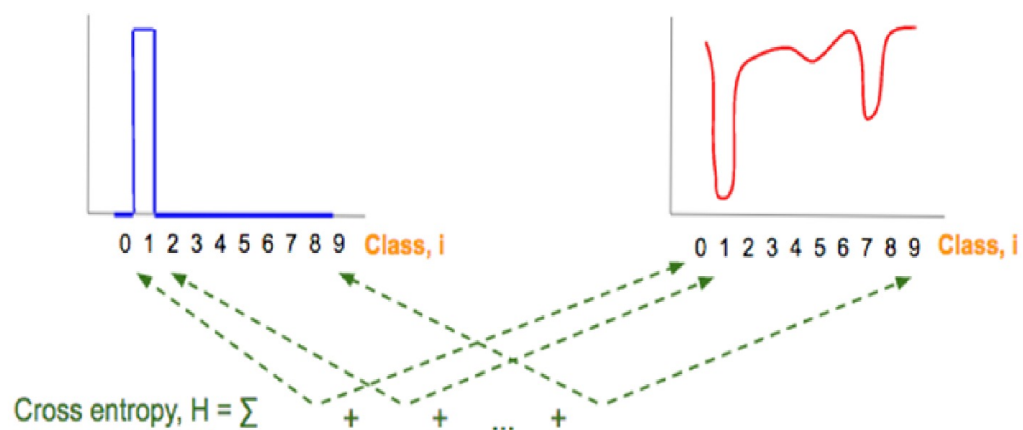 0 1 2 3 4 5 6 7 8 9 Class, i
0 1 2 3 4 5 6 7 8 9 Class, i
Cross entropy, H = ∑ + + ... +